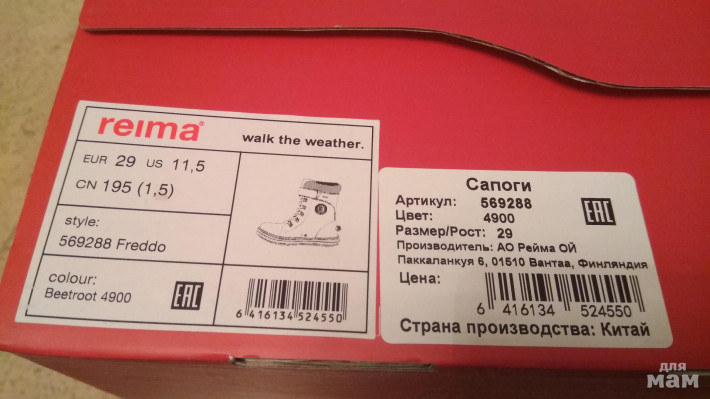 reima®
walk the weather.
EUR 29 US 11,5
CN 195 (1,5)
style:
569288 Freddo
colour:
Beetroot 4900
EAC
6 416134 524550
Сапоги
Артикул: 569288
Цвет: 4900
Размер/Рост: 29
Производитель: АО Рейма ОЙ
Паккаланкуя 6, 01510 Вантаа, Финляндия
Цена:
EAC
6 416134 524550
Страна производства: Китай
для
мам